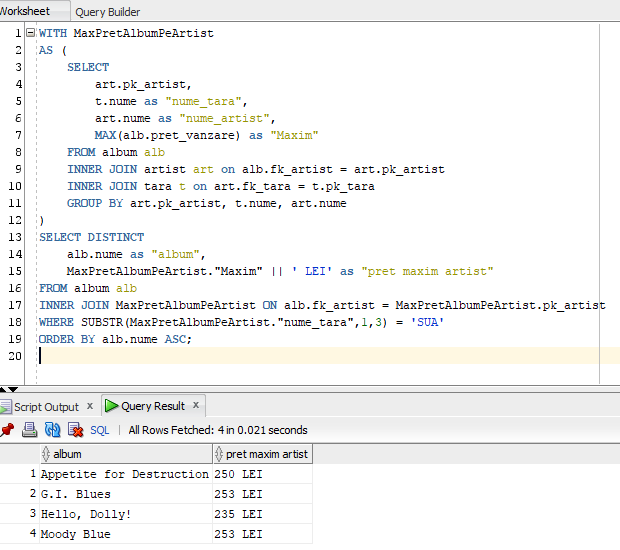 Worksheet Query Builder
1 WITH MaxPretAlbumPeArtist
2 AS (
3 SELECT
4 art.pk_artist,
5 t.nume as "nume_tara",
6 art.nume as "nume_artist",
7 MAX(alb.pret_vanzare) as "Maxim"
8 FROM album alb
9 INNER JOIN artist art on alb.fk_artist = art.pk_artist
10 INNER JOIN tara t on art.fk_tara = t.pk_tara
11 GROUP BY art.pk_artist, t.nume, art.nume
12 )
13 SELECT DISTINCT
14 alb.nume as "album",
15 MaxPretAlbumPeArtist."Maxim" || ' LEI' as "pret maxim artist"
16 FROM album alb
17 INNER JOIN MaxPretAlbumPeArtist ON alb.fk_artist = MaxPretAlbumPeArtist.pk_artist
18 WHERE SUBSTR(MaxPretAlbumPeArtist."nume_tara",1,3) = 'SUA'
19 ORDER BY alb.nume ASC;
20
Script Output x Query Result x
SQL | All Rows Fetched: 4 in 0.021 seconds
album pret maxim artist
1 Appetite for Destruction 250 LEI
2 G.I. Blues 253 LEI
3 Hello, Dolly! 235 LEI
4 Moody Blue 253 LEI